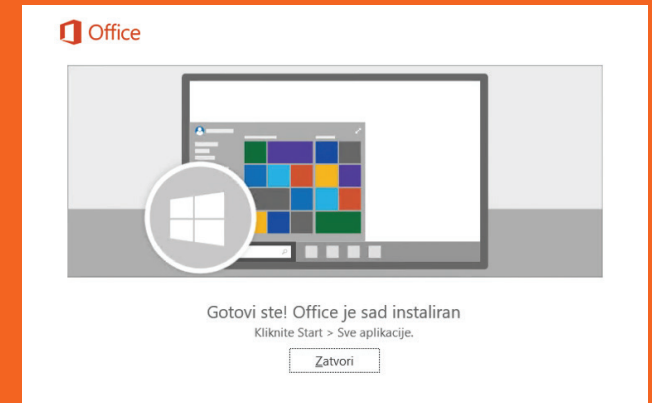 Office
Gotovi ste! Office je sad instaliran
Kliknite Start > Sve aplikacije.
Zatvori